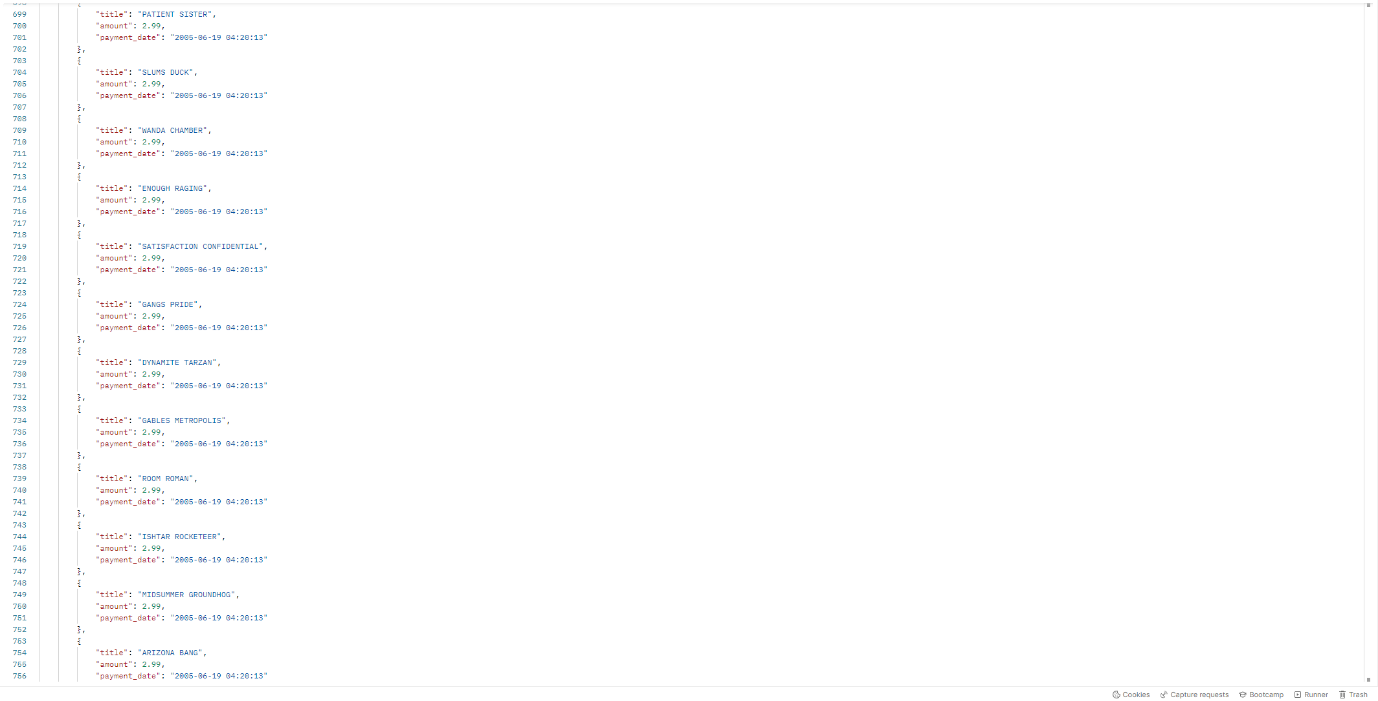 699 "title": "PATIENT SISTER",
700 "amount": 2.99,
701 "payment_date": "2005-06-19 04:20:13"
702 },
703 {
704 "title": "SLUMS DUCK",
705 "amount": 2.99,
706 "payment_date": "2005-06-19 04:20:13"
707 },
708 {
709 "title": "WANDA CHAMBER",
710 "amount": 2.99,
711 "payment_date": "2005-06-19 04:20:13"
712 },
713 {
714 "title": "ENOUGH RAGING",
715 "amount": 2.99,
716 "payment_date": "2005-06-19 04:20:13"
717 },
718 {
719 "title": "SATISFACTION CONFIDENTIAL",
720 "amount": 2.99,
721 "payment_date": "2005-06-19 04:20:13"
722 },
723 {
724 "title": "GANGS PRIDE",
725 "amount": 2.99,
726 "payment_date": "2005-06-19 04:20:13"
727 },
728 {
729 "title": "DYNAMITE TARZAN",
730 "amount": 2.99,
731 "payment_date": "2005-06-19 04:20:13"
732 },
733 {
734 "title": "GABLES METROPOLIS",
735 "amount": 2.99,
736 "payment_date": "2005-06-19 04:20:13"
737 },
738 {
739 "title": "ROOM ROMAN",
740 "amount": 2.99,
741 "payment_date": "2005-06-19 04:20:13"
742 },
743 {
744 "title": "ISHTAR ROCKETEER",
745 "amount": 2.99,
746 "payment_date": "2005-06-19 04:20:13"
747 },
748 {
749 "title": "MIDSUMMER GROUNDHOG",
750 "amount": 2.99,
751 "payment_date": "2005-06-19 04:20:13"
752 },
753 {
754 "title": "ARIZONA BANG",
755 "amount": 2.99,
756 "payment_date": "2005-06-19 04:20:13"
Cookies Capture requests Bootcamp Runner Trash